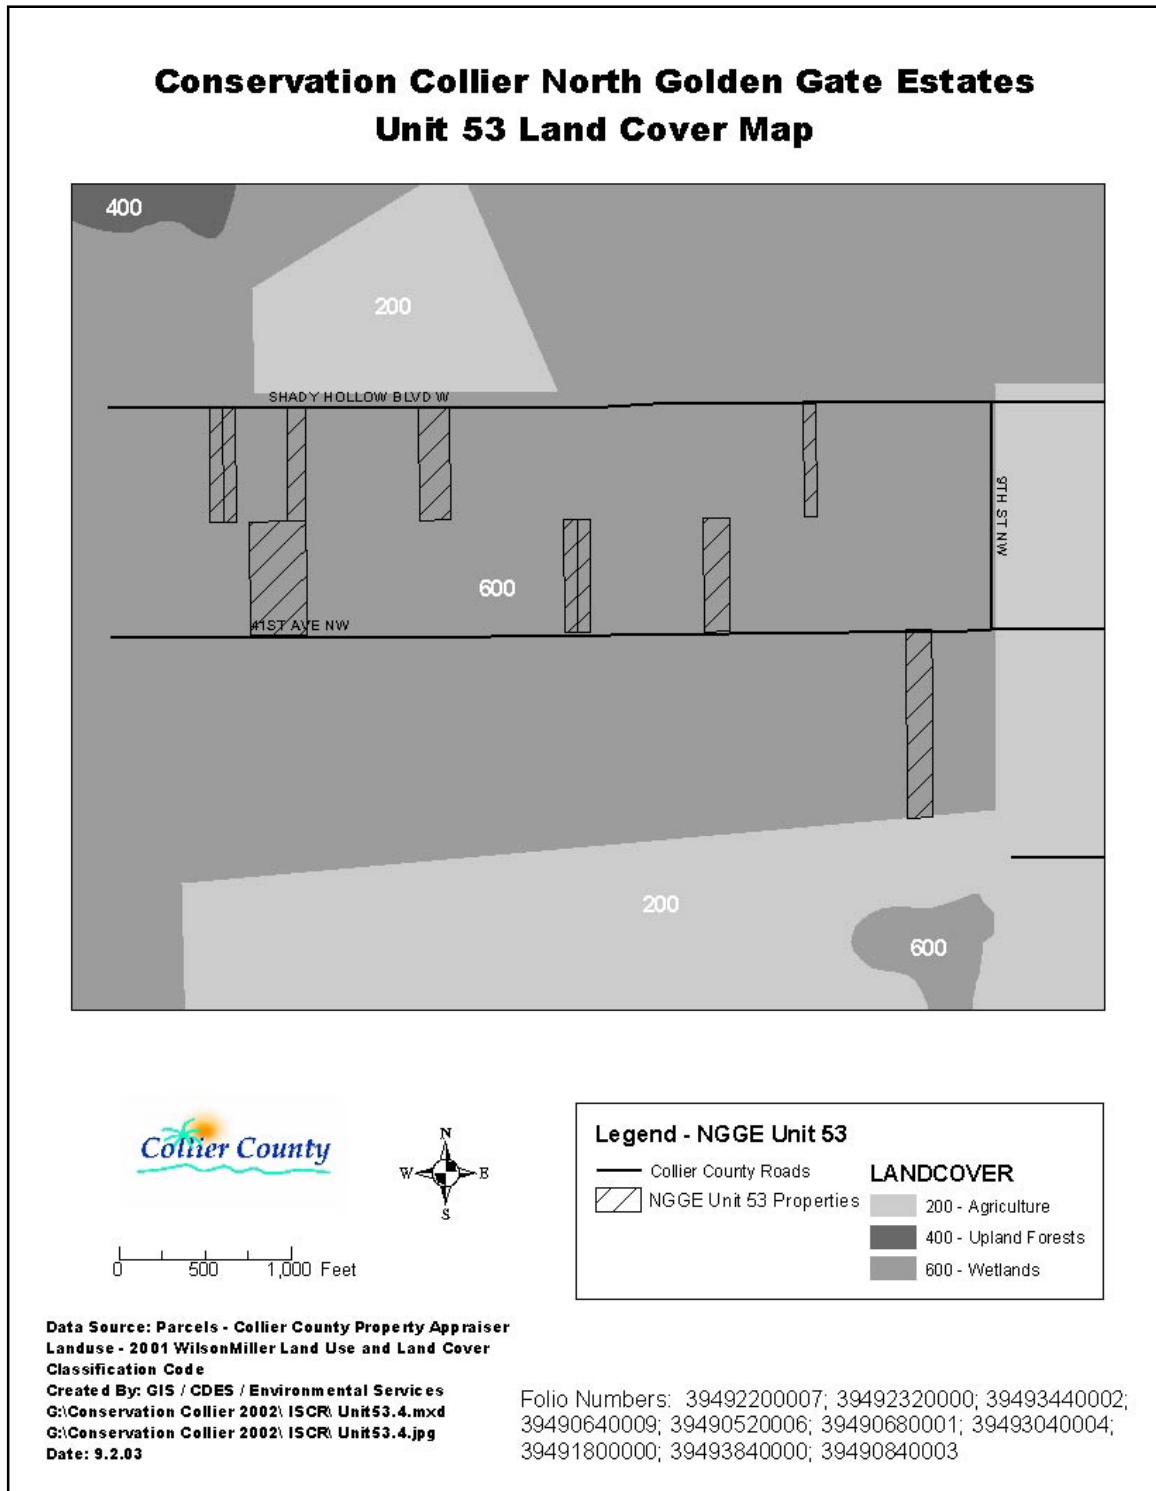 Conservation Collier North Golden Gate Estates
Unit 53 Land Cover Map
400
200
SHADY HOLLOW BLVD W
9TH ST NW
600
41ST AVE NW
200
600
Collier County
N
W E
S
0 500 1,000 Feet
Legend - NGGE Unit 53
Collier County Roads
NGGE Unit 53 Properties
LANDCOVER
200 - Agriculture
400 - Upland Forests
600 - Wetlands
Data Source: Parcels - Collier County Property Appraiser
Landuse - 2001 WilsonMiller Land Use and Land Cover
Classification Code
Created By: GIS / CDES / Environmental Services
G:\Conservation Collier 2002\ ISCR\ Unit53.4.mxd
G:\Conservation Collier 2002\ ISCR\ Unit53.4.jpg
Date: 9.2.03
Folio Numbers: 39492200007; 39492320000; 39493440002;
39490640009; 39490520006; 39490680001; 39493040004;
39491800000; 39493840000; 39490840003